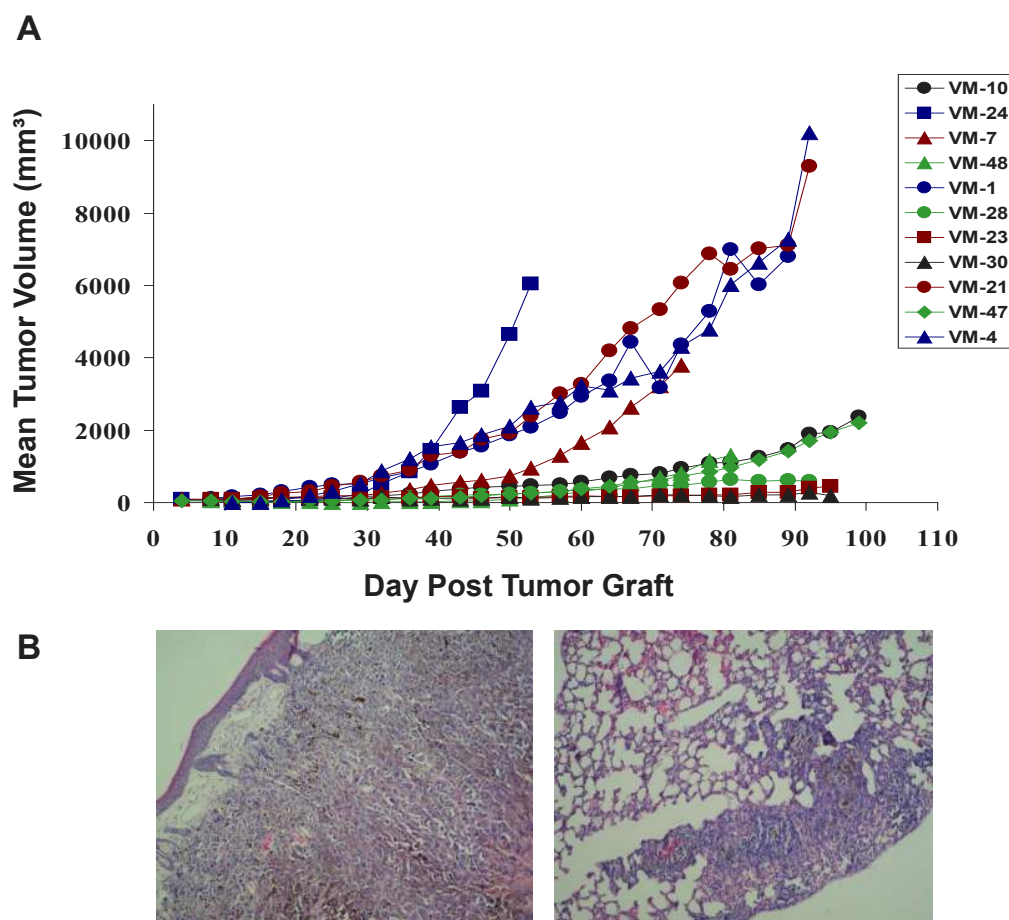 A
Mean Tumor Volume (mm³)
10000
8000
6000
4000
2000
0
0 10 20 30 40 50 60 70 80 90 100 110
Day Post Tumor Graft
VM-10
VM-24
VM-7
VM-48
VM-1
VM-28
VM-23
VM-30
VM-21
VM-47
VM-4
B